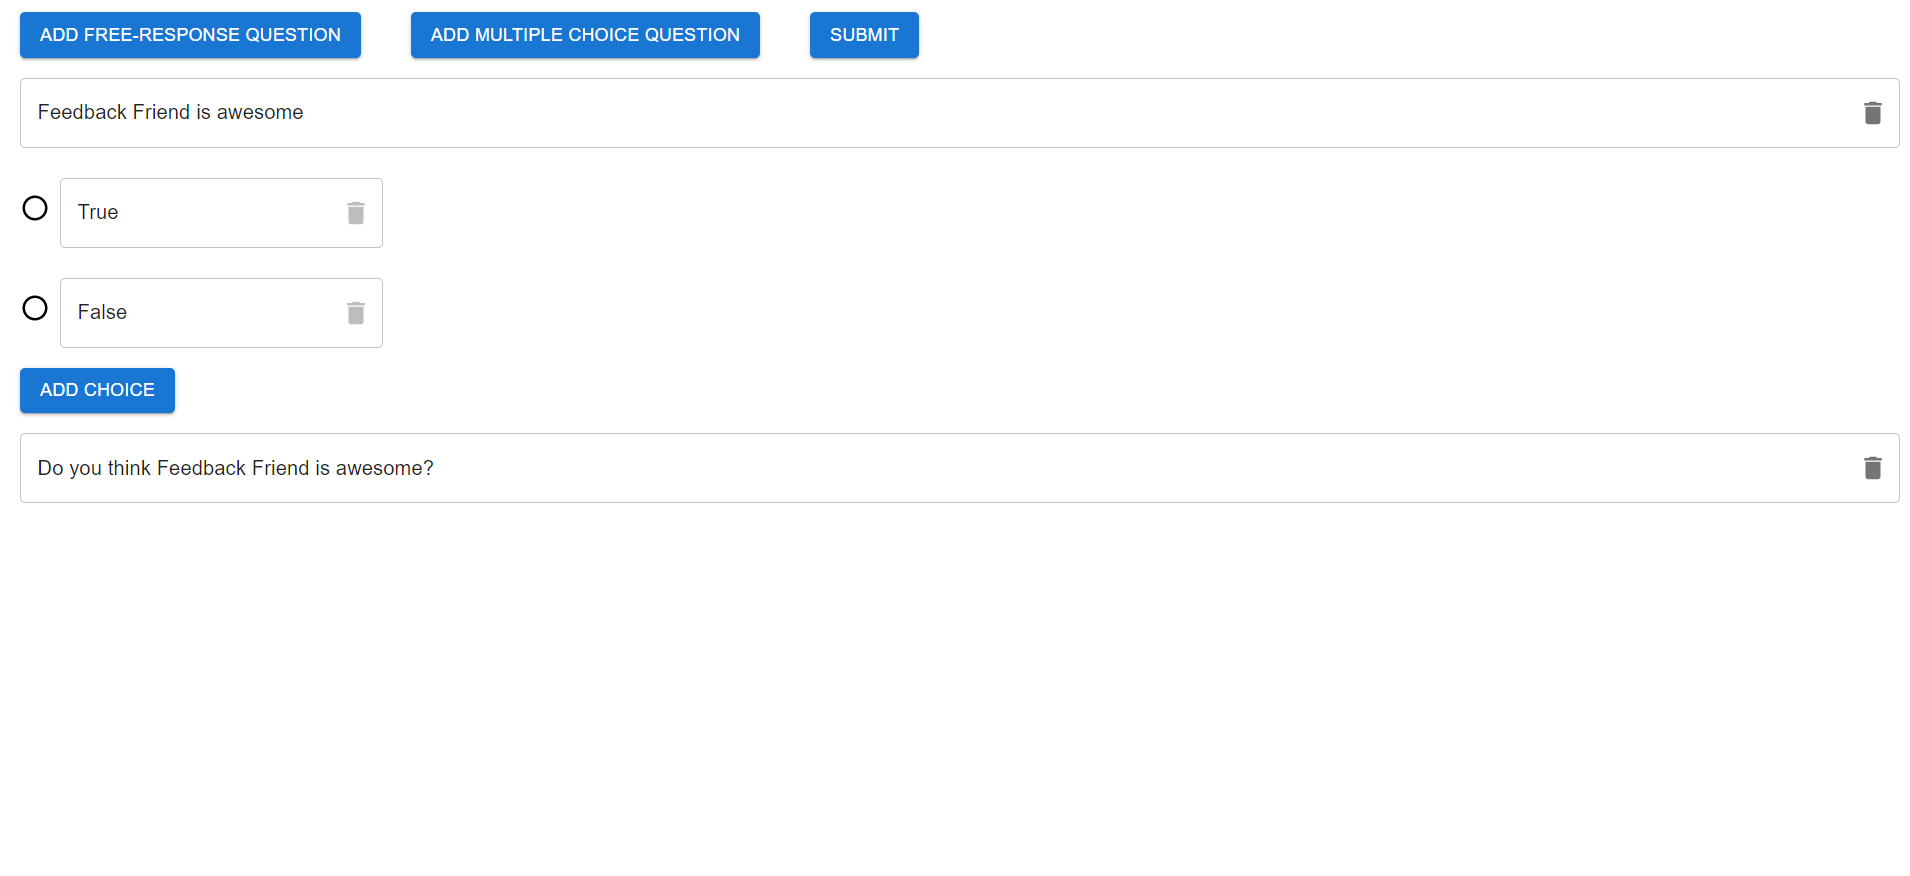 ADD FREE-RESPONSE QUESTION ADD MULTIPLE CHOICE QUESTION SUBMIT
Feedback Friend is awesome
True
False
ADD CHOICE
Do you think Feedback Friend is awesome?